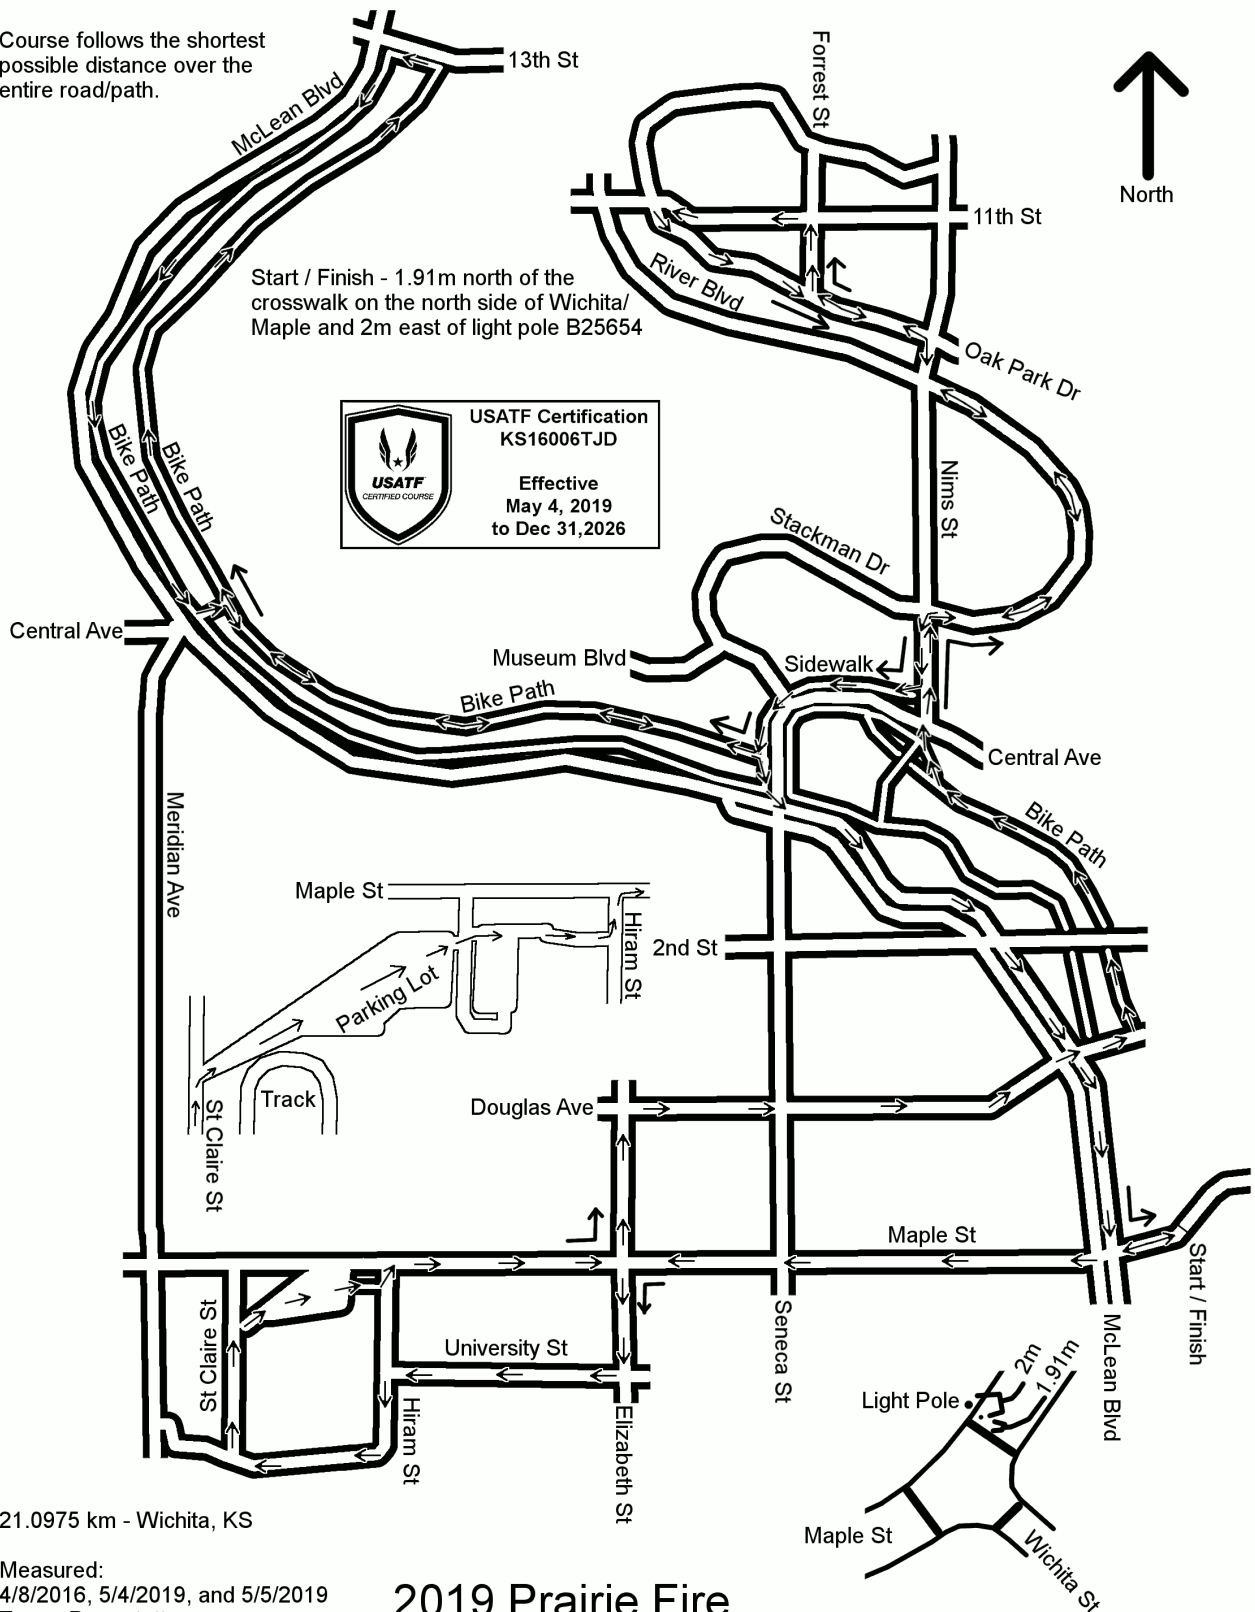 Course follows the shortest
possible distance over the
entire road/path.
13th St
McLean Blvd
Forrest St
North
11th St
River Blvd
Oak Park Dr
Start / Finish - 1.91m north of the
crosswalk on the north side of Wichita/
Maple and 2m east of light pole B25654
USATF
CERTIFIED COURSE
USATF Certification
KS16006TJD
Effective
May 4, 2019
to Dec 31,2026
Bike Path
Bike Path
Nims St
Stackman Dr
Central Ave
Museum Blvd
Sidewalk
Bike Path
Central Ave
Bike Path
Meridian Ave
Maple St
Hiram St
Parking Lot
2nd St
Track
St Claire St
Douglas Ave
Maple St
Start / Finish
St Claire St
University St
Hiram St
Elizabeth St
Seneca St
McLean Blvd
2m
1.91m
Light Pole
Maple St
Wichita St
21.0975 km - Wichita, KS
Measured:
4/8/2016, 5/4/2019, and 5/5/2019
2019 Prairie Fire